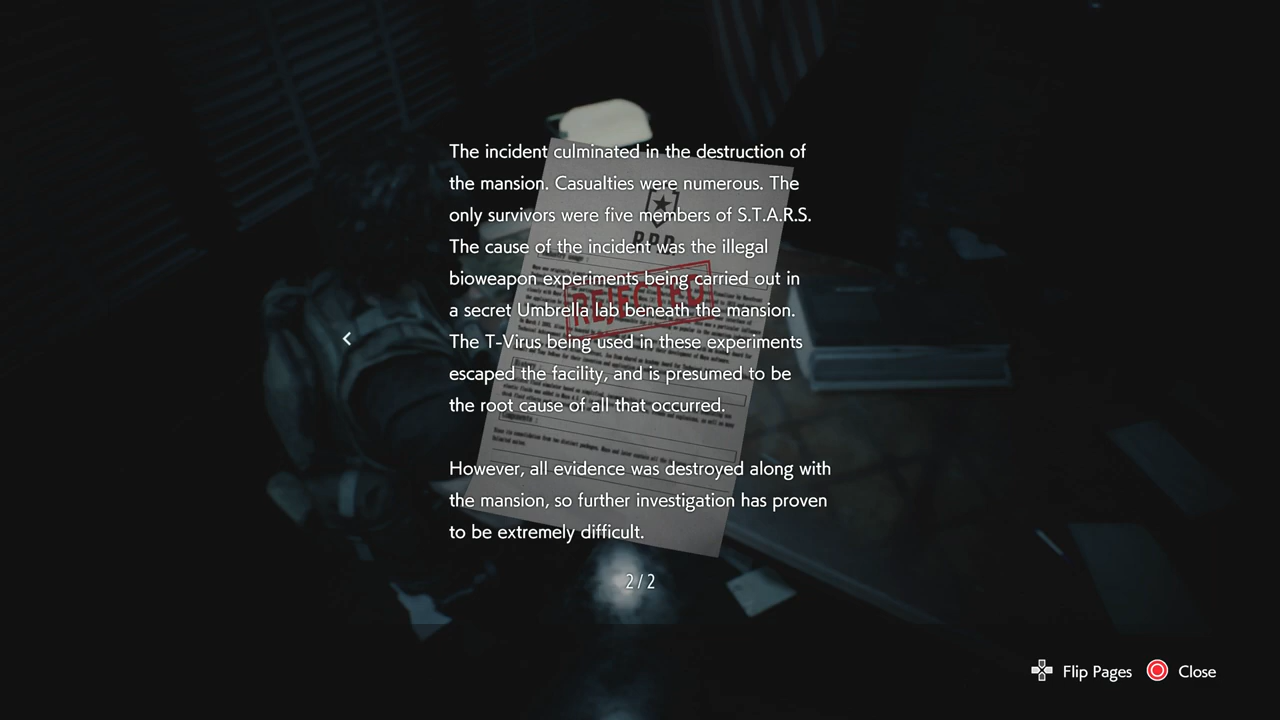 The incident culminated in the destruction of
the mansion. Casualties were numerous. The
only survivors were five members of S.T.A.R.S.
The cause of the incident was the illegal
bioweapon experiments being carried out in
a secret Umbrella lab beneath the mansion.
The T-Virus being used in these experiments
escaped the facility, and is presumed to be
the root cause of all that occurred.
However, all evidence was destroyed along with
the mansion, so further investigation has proven
to be extremely difficult.
2/2
Flip Pages
Close
R.P.D.
REJECTED